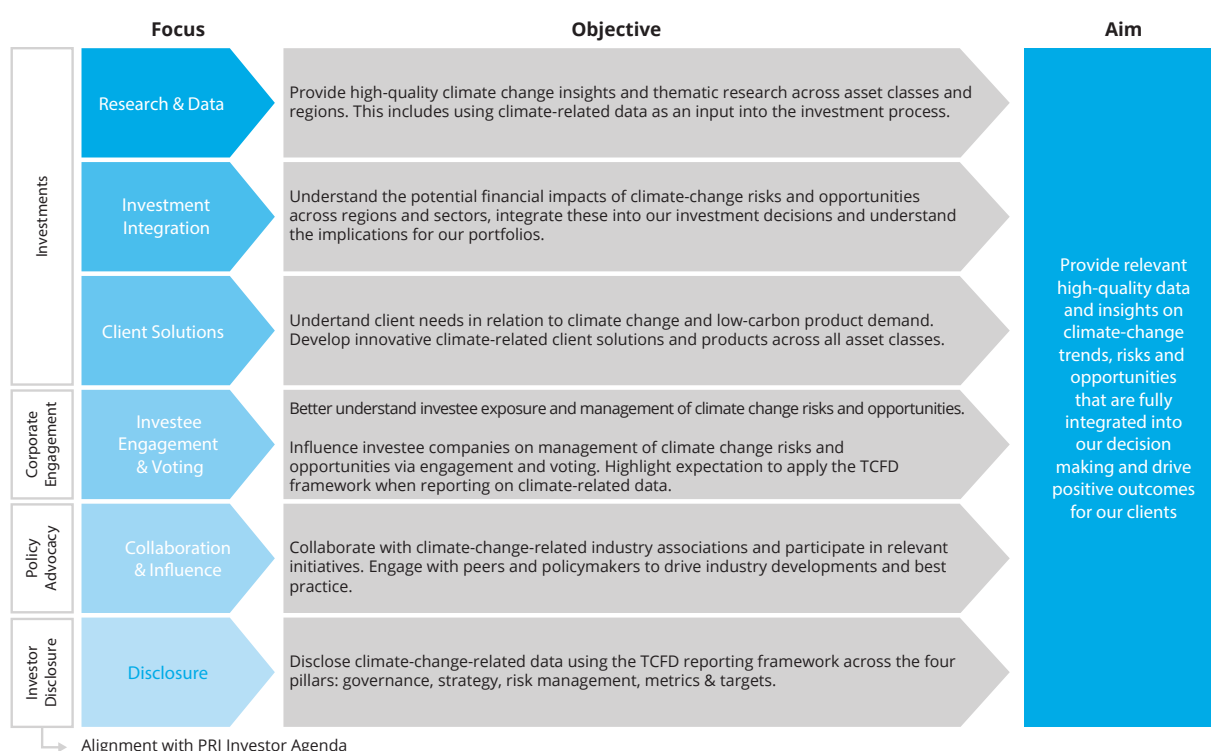 Focus
Objective
Aim
Investments
Research & Data
Provide high-quality climate change insights and thematic research across asset classes and
regions. This includes using climate-related data as an input into the investment process.
Investment
Integration
Understand the potential financial impacts of climate-change risks and opportunities
across regions and sectors, integrate these into our investment decisions and understand
the implications for our portfolios.
Client Solutions
Undertand client needs in relation to climate change and low-carbon product demand.
Develop innovative climate-related client solutions and products across all asset classes.
Corporate
Engagement
Investee
Engagement
& Voting
Better understand investee exposure and management of climate change risks and opportunities.
Influence investee companies on management of climate change risks and
opportunities via engagement and voting. Highlight expectation to apply the TCFD
framework when reporting on climate-related data.
Policy
Advocacy
Collaboration
& Influence
Collaborate with climate-change-related industry associations and participate in relevant
initiatives. Engage with peers and policymakers to drive industry developments and best
practice.
Investor
Disclosure
Disclosure
Disclose climate-change-related data using the TCFD reporting framework across the four
pillars: governance, strategy, risk management, metrics & targets.
Provide relevant
high-quality data
and insights on
climate-change
trends, risks and
opportunities
that are fully
integrated into
our decision
making and drive
positive outcomes
for our clients
Alignment with PRI Investor Agenda